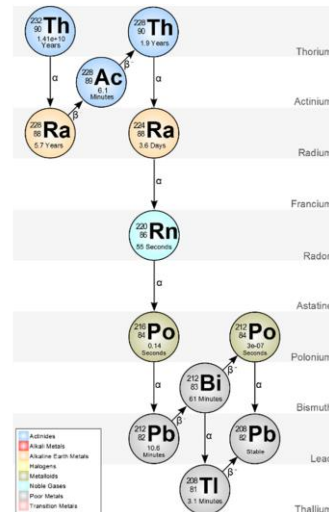 232
90
Th
1.41e+10
Years
228
90
Th
1.9 Years
228
89
Ac
6.1
Minutes
Thorium
α
β⁻
β⁻
α
Actinium
228
88
Ra
5.7 Years
224
88
Ra
3.6 Days
Radium
α
Francium
220
86
Rn
55 Seconds
Radon
α
Astatine
216
84
Po
0.14
Seconds
212
84
Po
3e-07
Seconds
Polonium
α
β⁻
212
83
Bi
61 Minutes
β⁻
α
Bismuth
212
82
Pb
10.6
Minutes
α
208
82
Pb
Stable
Lead
β⁻
208
81
Tl
3.1 Minutes
Thallium
Actinides
Alkali Metals
Alkaline Earth Metals
Halogens
Metalloids
Noble Gases
Poor Metals
Transition Metals